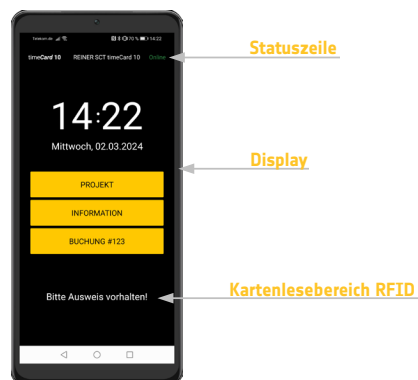 Telekom.de 70 % 14:22
timeCard 10 REINER SCT timeCard 10 Online
Statuszeile
14:22
Mittwoch, 02.03.2024
Display
PROJEKT
INFORMATION
BUCHUNG #123
Bitte Ausweis vorhalten!
Kartenlesebereich RFID